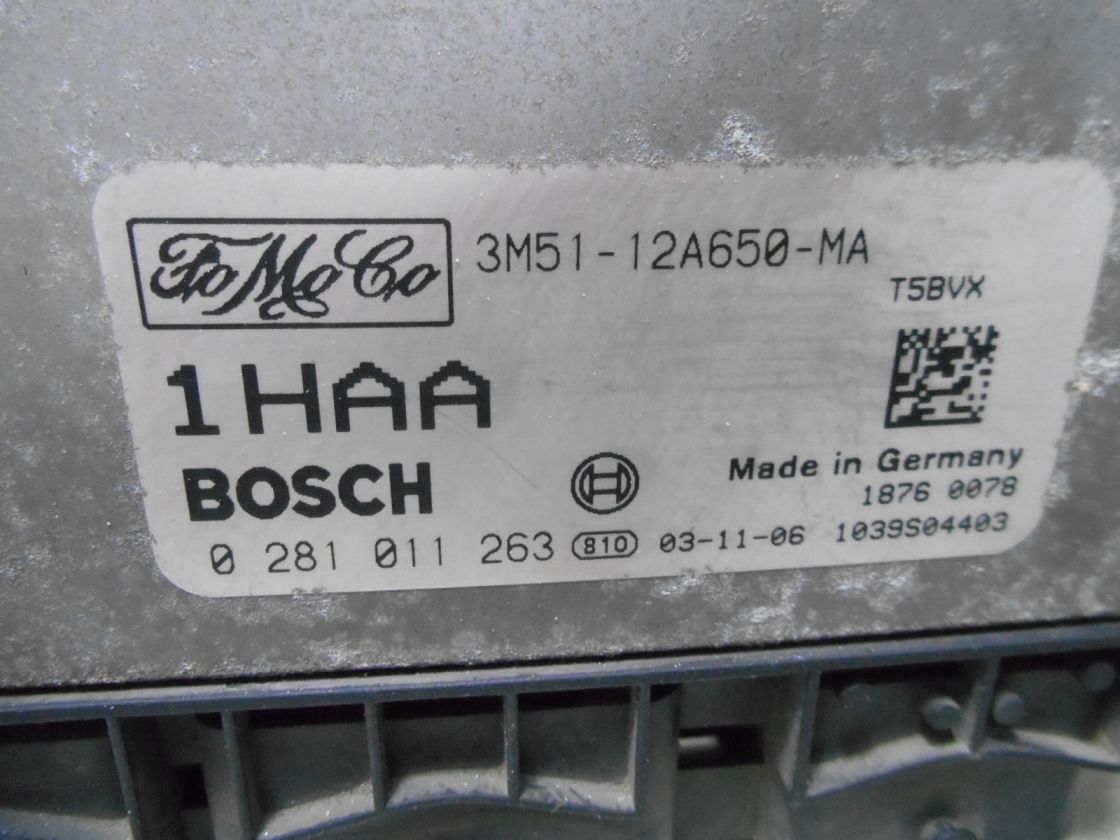 FoMoCo 3M51-12A650-MA
T5BVX
1HAA
BOSCH
Made in Germany
1876 0078
0 281 011 263 810 03-11-06 1039S04403